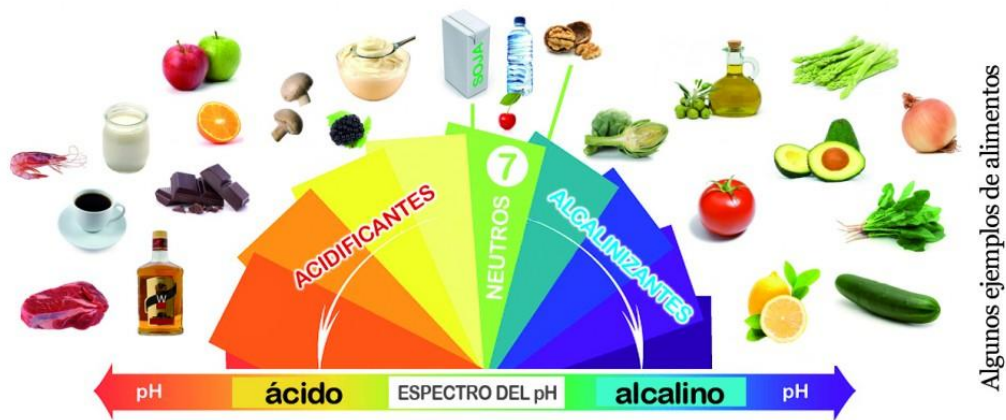 SOJA
7
ACIDIFICANTES
NEUTROS
ALCALINIZANTES
W
pH
ácido
ESPECTRO DEL pH
alcalino
pH
Algunos ejemplos de alimentos